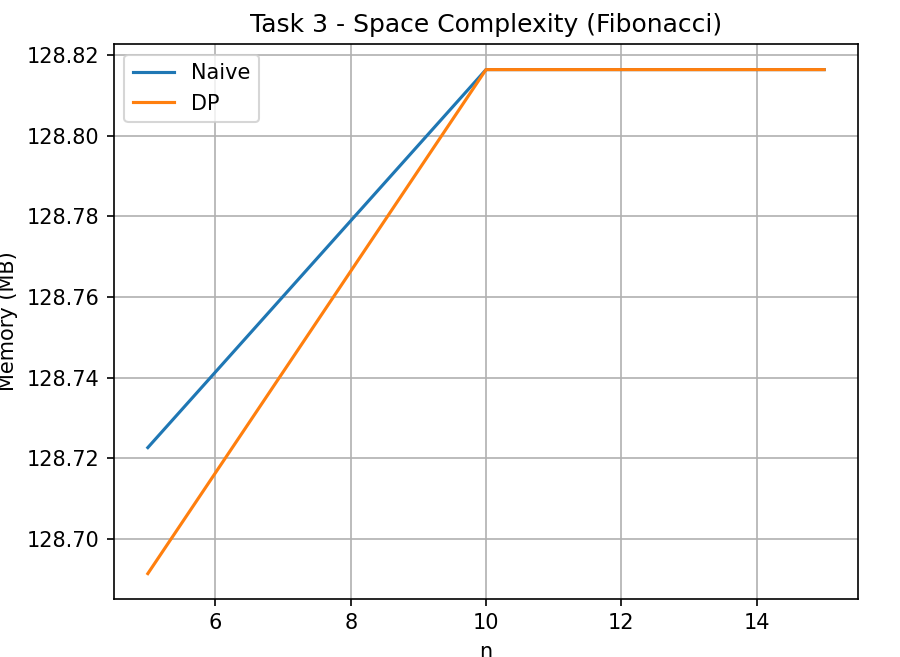 Task 3 - Space Complexity (Fibonacci)
Naive
DP
128.82
128.80
128.78
128.76
128.74
128.72
128.70
Memory (MB)
6 8 10 12 14
n